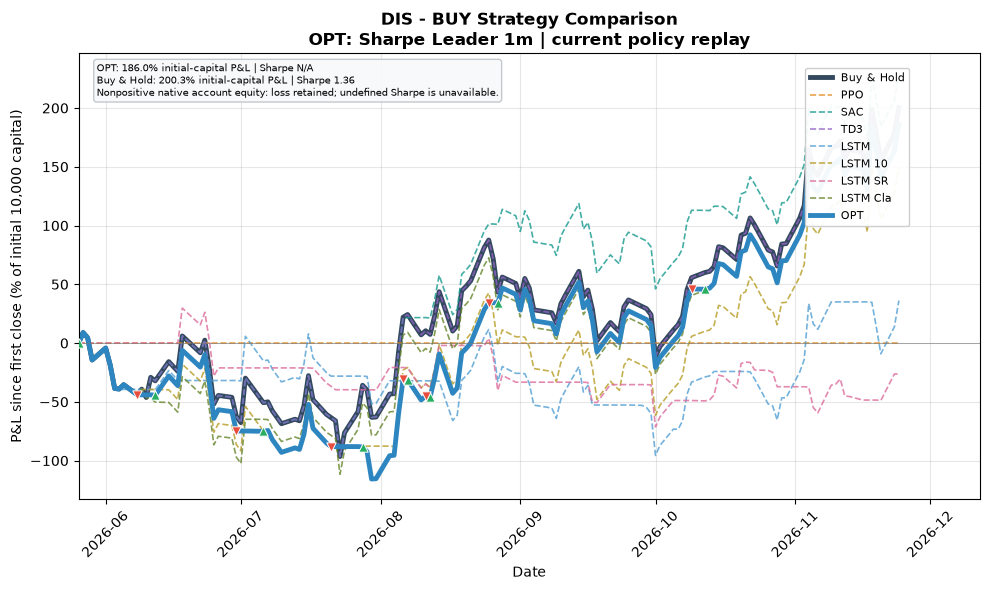 DIS - BUY Strategy Comparison
OPT: Sharpe Leader 1m | current policy replay
OPT: 186.0% initial-capital P&L | Sharpe N/A
Buy & Hold: 200.3% initial-capital P&L | Sharpe 1.36
Nonpositive native account equity: loss retained; undefined Sharpe is unavailable.
Buy & Hold
PPO
SAC
TD3
LSTM
LSTM 10
LSTM SR
LSTM Cla
OPT
P&L since first close (% of initial 10,000 capital)
200
150
100
50
0
−50
−100
2026-06
2026-07
2026-08
2026-09
2026-10
2026-11
2026-12
Date